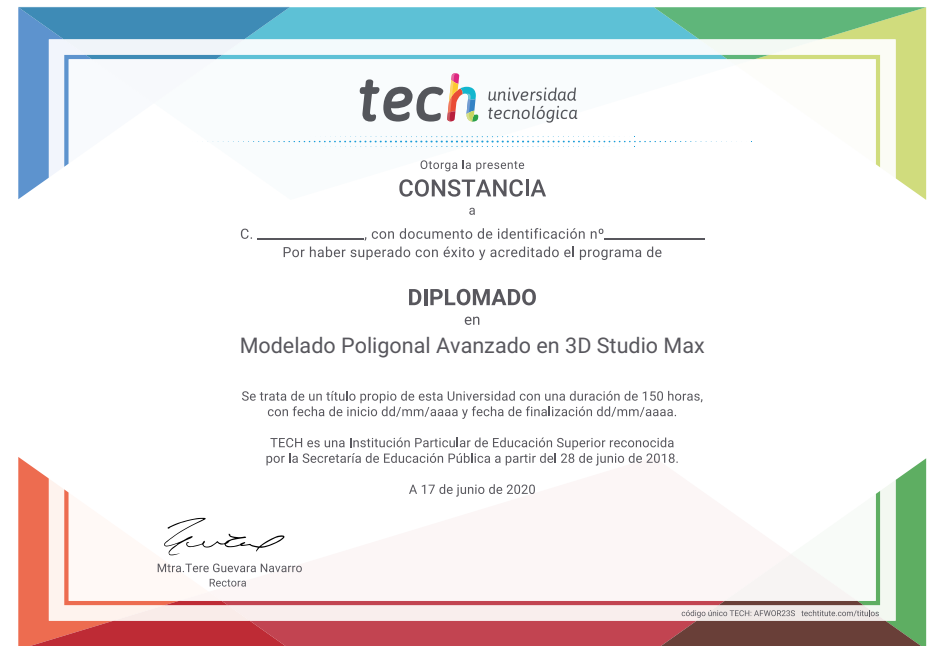 tech universidad
tecnológica
Otorga la presente
CONSTANCIA
a
C. ____________, con documento de identificación nº____________
Por haber superado con éxito y acreditado el programa de
DIPLOMADO
en
Modelado Poligonal Avanzado en 3D Studio Max
Se trata de un título propio de esta Universidad con una duración de 150 horas,
con fecha de inicio dd/mm/aaaa y fecha de finalización dd/mm/aaaa.
TECH es una Institución Particular de Educación Superior reconocida
por la Secretaría de Educación Pública a partir del 28 de junio de 2018.
A 17 de junio de 2020
Mtra.Tere Guevara Navarro
Rectora
código único TECH: AFWOR23S techtitute.com/titulos